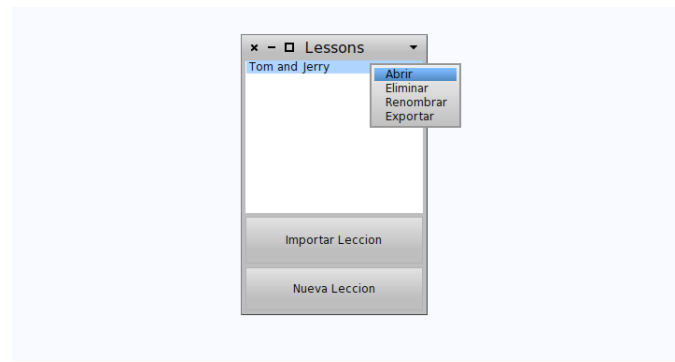 Lessons
Tom and Jerry
Abrir
Eliminar
Renombrar
Exportar
Importar Leccion
Nueva Leccion